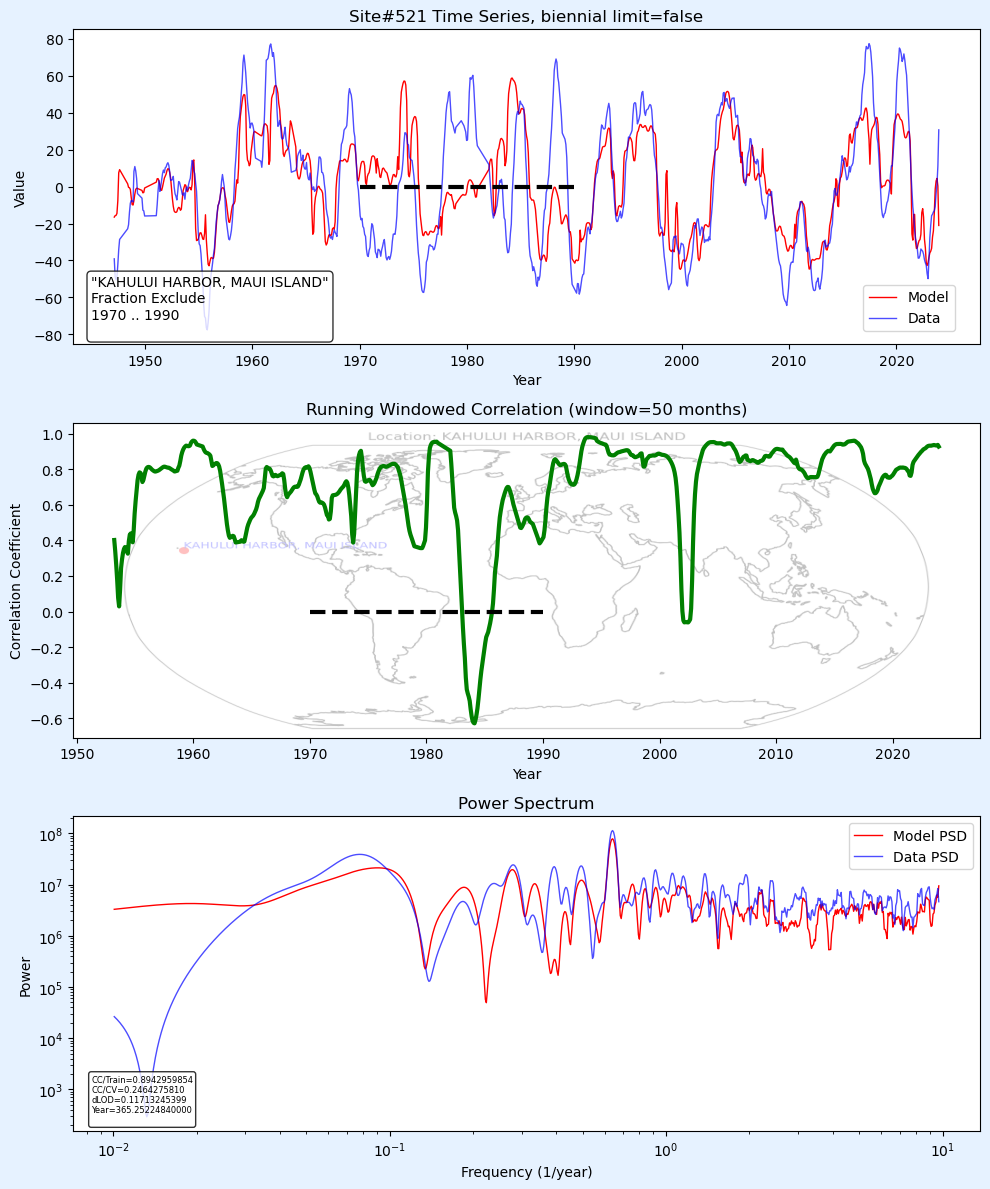 Site#521 Time Series, biennial limit=false
80
60
40
20
0
−20
−40
−60
−80
Value
"KAHULUI HARBOR, MAUI ISLAND"
Fraction Exclude
1970 .. 1990
Model
Data
1950
1960
1970
1980
1990
2000
2010
2020
Year
Running Windowed Correlation (window=50 months)
Location: KAHULUI HARBOR, MAUI ISLAND
1.0
0.8
0.6
0.4
0.2
0.0
−0.2
−0.4
−0.6
Correlation Coefficient
KAHULUI HARBOR, MAUI ISLAND
1950
1960
1970
1980
1990
2000
2010
2020
Year
Power Spectrum
10^8
10^7
10^6
10^5
10^4
10^3
Power
Model PSD
Data PSD
CC/Train=0.8942959854
CC/CV=0.2464275810
dLOD=0.11713245399
Year=365.25224840000
10^−2
10^−1
10^0
10^1
Frequency (1/year)